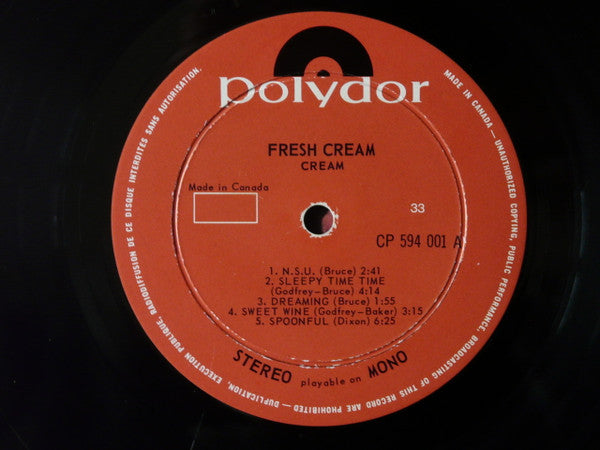 polydor
FRESH CREAM
CREAM
Made in Canada
33
CP 594 001 A
1. N.S.U. (Bruce) 2:41
2. SLEEPY TIME TIME
(Godfrey-Bruce) 4:14
3. DREAMING (Bruce) 1:55
4. SWEET WINE (Godfrey-Baker) 3:15
5. SPOONFUL (Dixon) 6:25
STEREO playable on MONO
MADE IN CANADA — UNAUTHORIZED COPYING, PUBLIC PERFORMANCE, BROADCASTING OF THIS RECORD ARE PROHIBITED — DUPLICATION, EXECUTION PUBLIQUE, RADIODIFFUSION DE CE DISQUE INTERDITES SANS AUTORISATION.